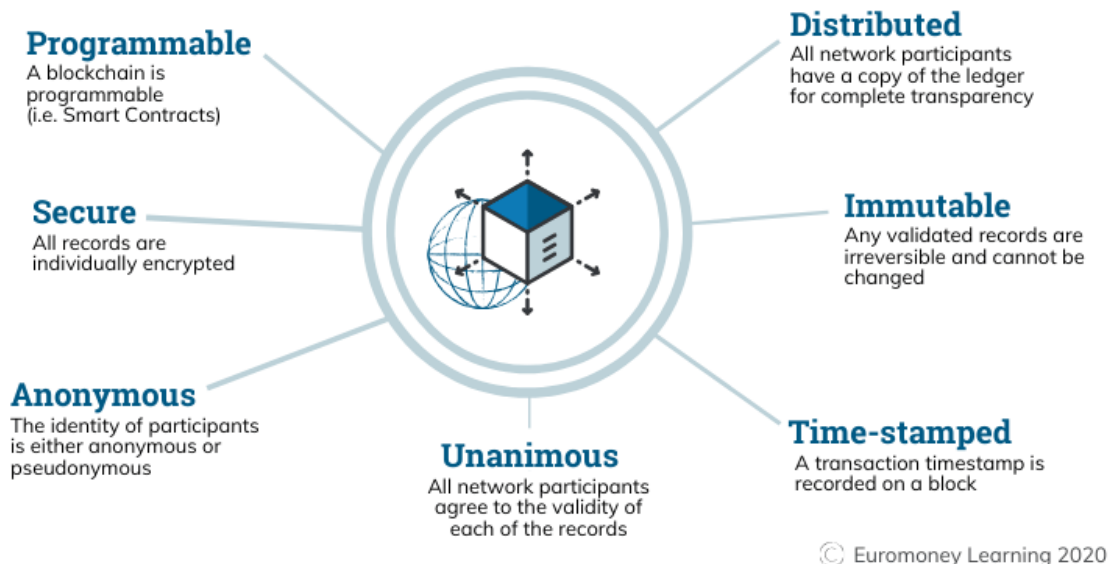 Programmable
A blockchain is
programmable
(i.e. Smart Contracts)
Distributed
All network participants
have a copy of the ledger
for complete transparency
Secure
All records are
individually encrypted
Immutable
Any validated records are
irreversible and cannot be
changed
Anonymous
The identity of participants
is either anonymous or
pseudonymous
Unanimous
All network participants
agree to the validity of
each of the records
Time-stamped
A transaction timestamp is
recorded on a block
© Euromoney Learning 2020